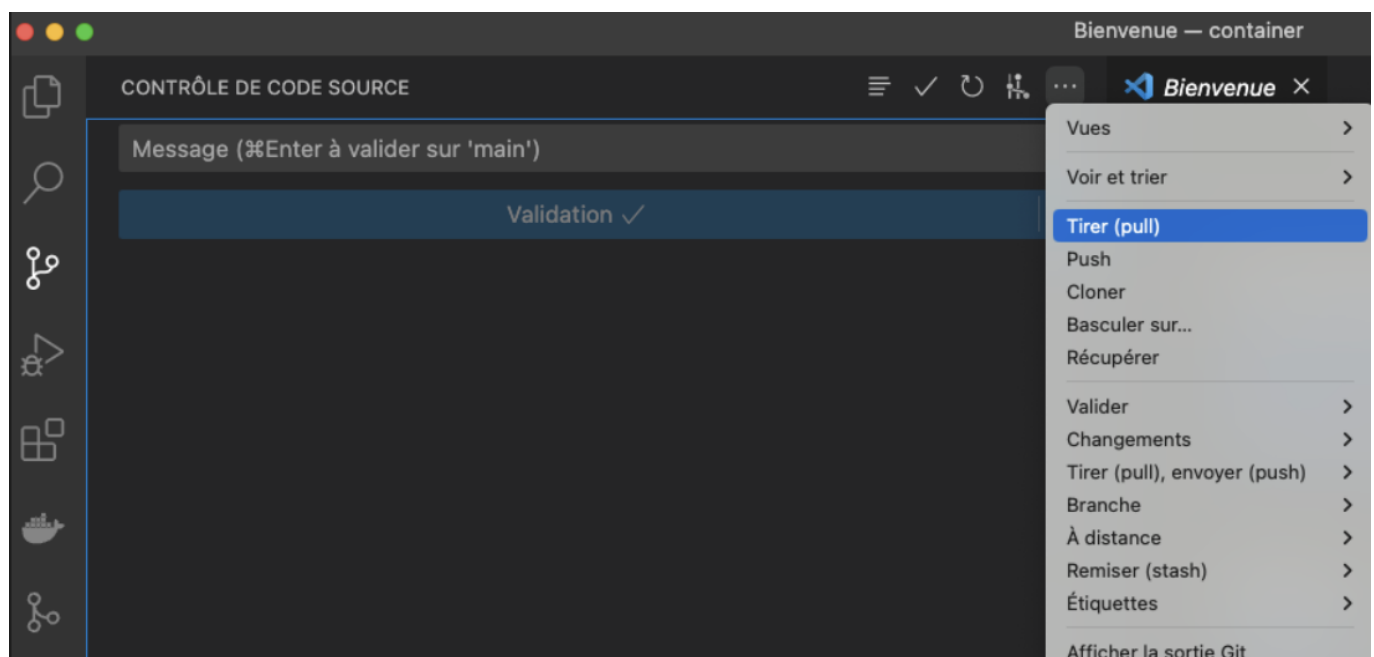 Bienvenue — container
CONTRÔLE DE CODE SOURCE
Bienvenue
Message (⌘Enter à valider sur 'main')
Validation
Vues
Voir et trier
Tirer (pull)
Push
Cloner
Basculer sur...
Récupérer
Valider
Changements
Tirer (pull), envoyer (push)
Branche
À distance
Remiser (stash)
Étiquettes
Afficher la sortie Git